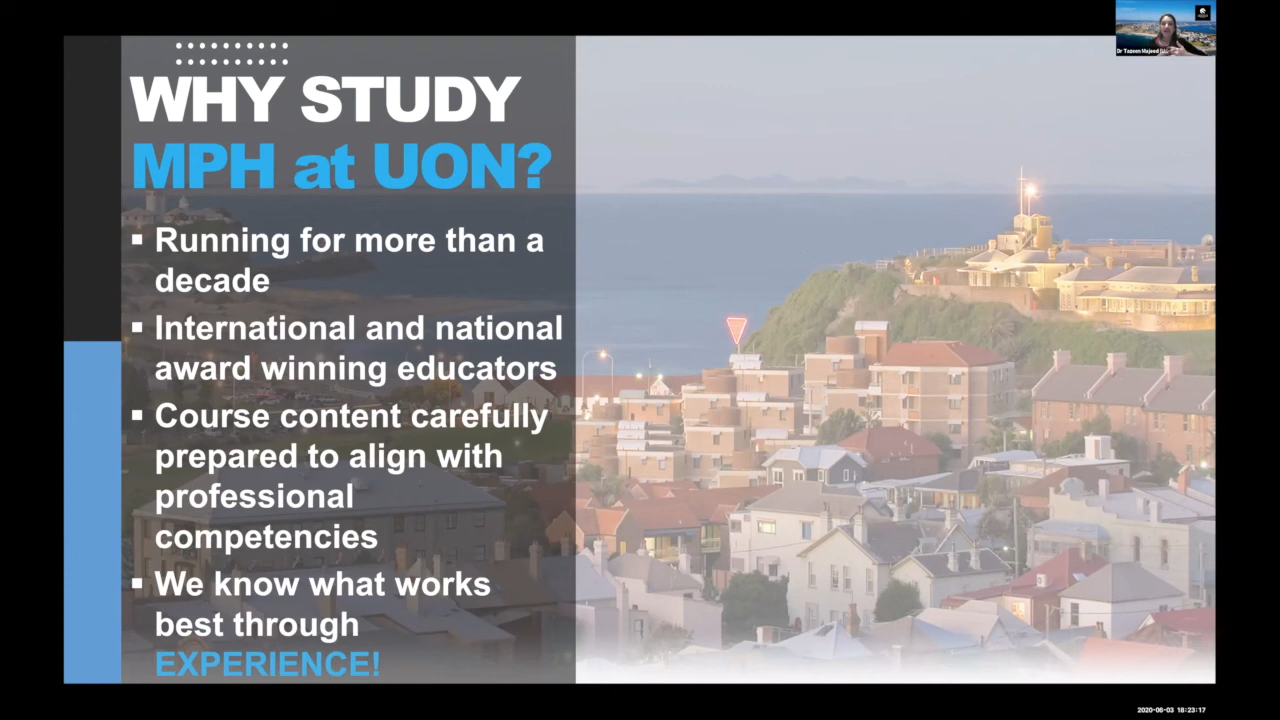 WHY STUDY
MPH at UON?
▪ Running for more than a
decade
▪ International and national
award winning educators
▪ Course content carefully
prepared to align with
professional
competencies
▪ We know what works
best through
EXPERIENCE!
Dr Tazeen Majeed
2020-06-03 18:23:17